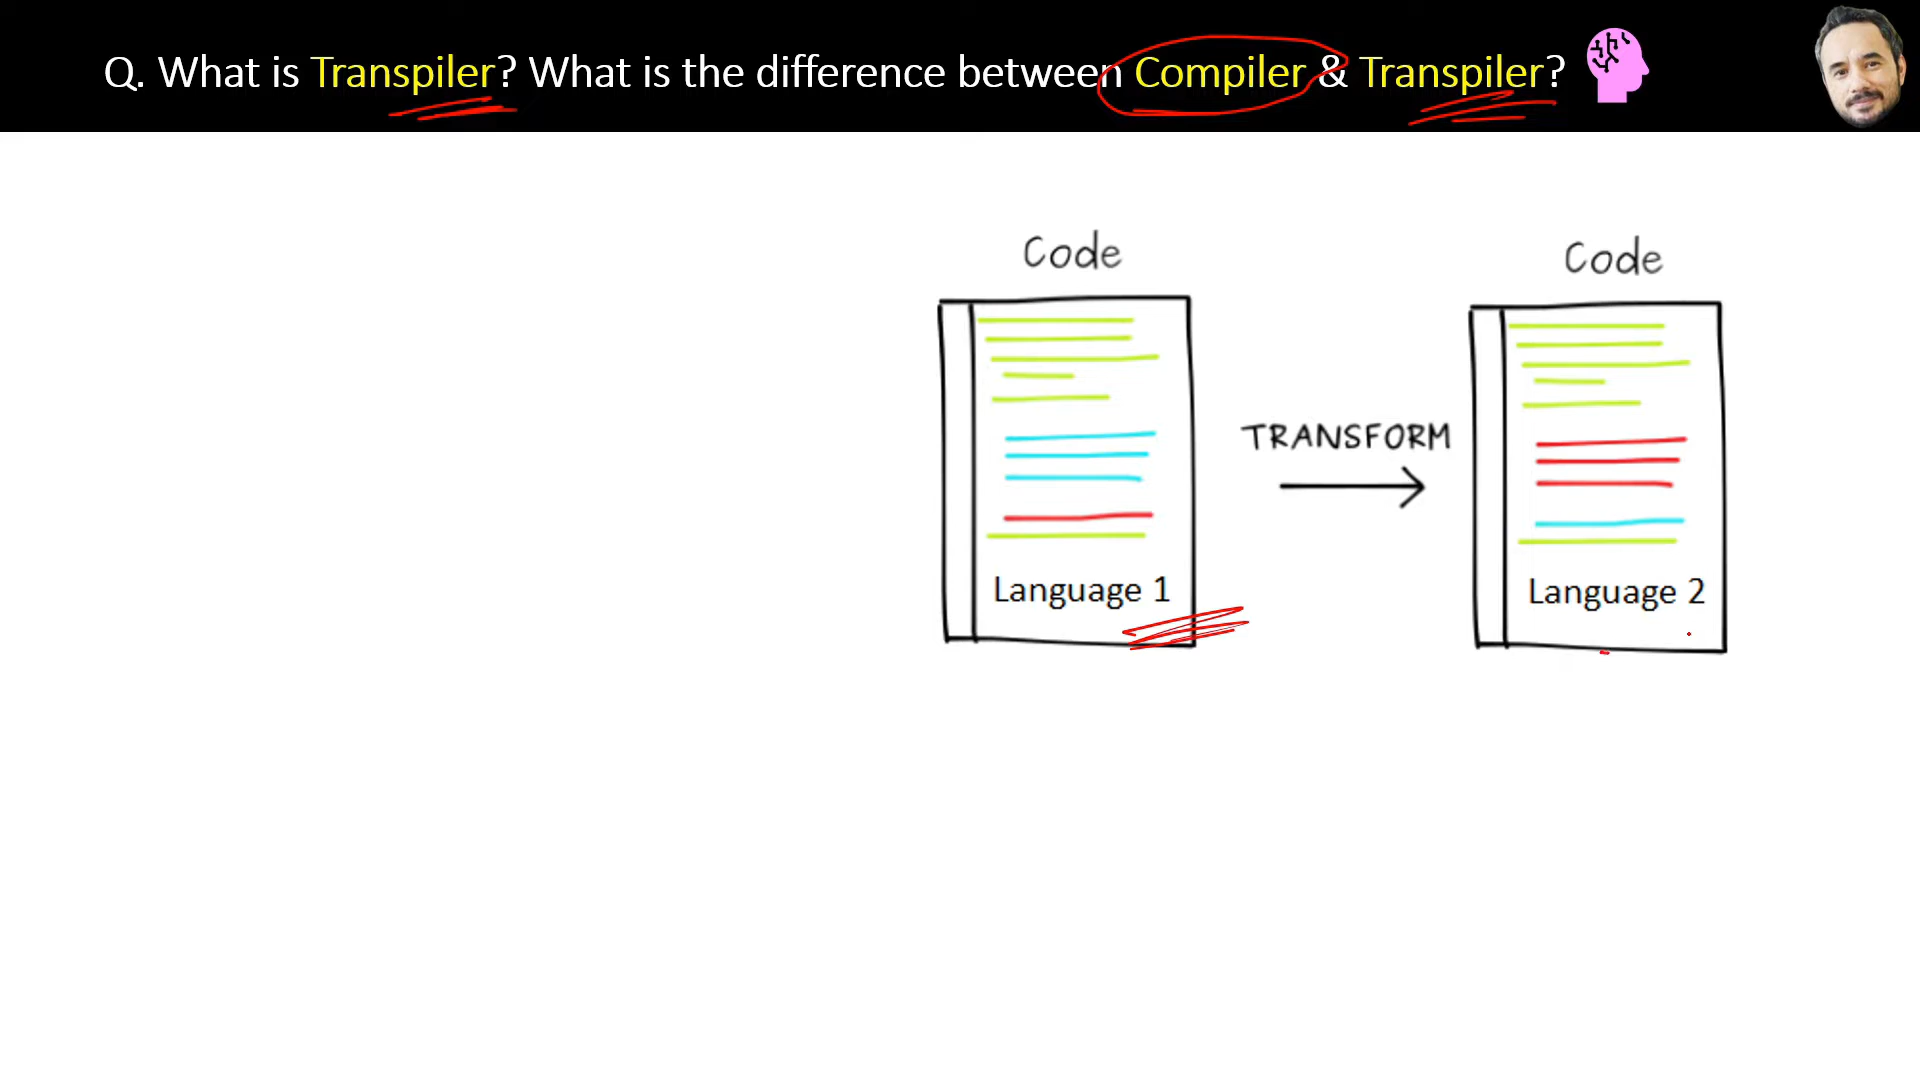 Q. What is Transpiler? What is the difference between Compiler & Transpiler?
Code
Code
TRANSFORM
Language 1
Language 2